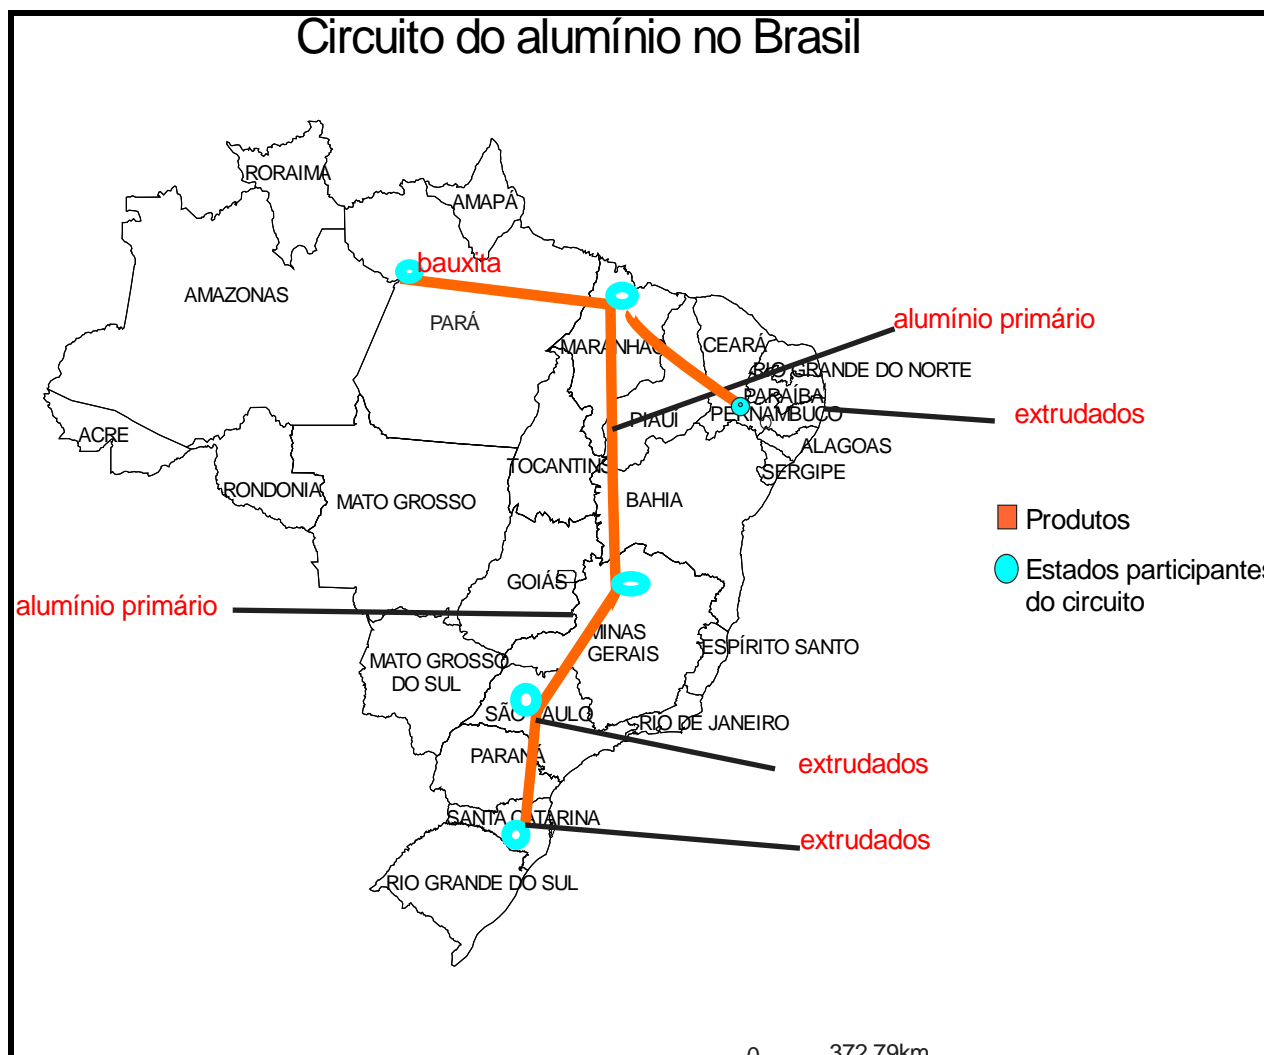 Circuito do alumínio no Brasil
RORAIMA
AMAPÁ
bauxita
AMAZONAS
PARÁ
alumínio primário
MARANHAO
CEARÁ
RIO GRANDE DO NORTE
PARAÍBA
PERNAMBUCO
extrudados
PIAUÍ
ACRE
ALAGOAS
TOCANTINS
SERGIPE
RONDONIA
MATO GROSSO
BAHIA
Produtos
GOIÁS
Estados participantes
do circuito
alumínio primário
MINAS
GERAIS
ESPÍRITO SANTO
MATO GROSSO
DO SUL
SÃO PAULO
RIO DE JANEIRO
PARANÁ
extrudados
SANTA CATARINA
extrudados
RIO GRANDE DO SUL
0
372.79km